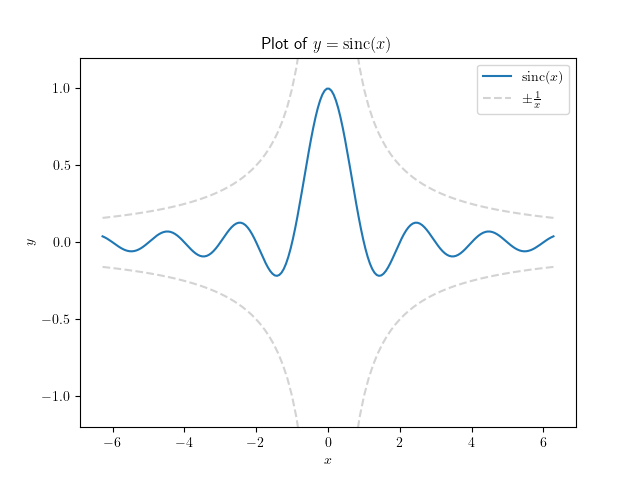 Plot of y = sinc(x)
sinc(x)
±1/x
1.0
0.5
0.0
−0.5
−1.0
y
−6 −4 −2 0 2 4 6
x